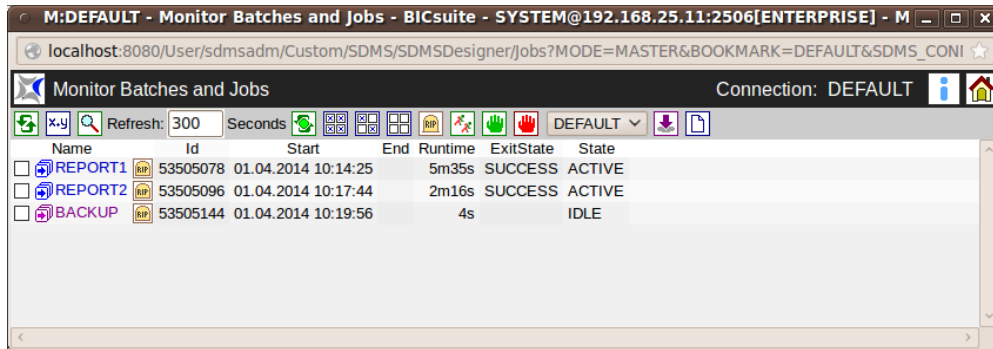 M:DEFAULT - Monitor Batches and Jobs - BICsuite - SYSTEM@192.168.25.11:2506[ENTERPRISE] - M
localhost:8080/User/sdmsadm/Custom/SDMS/SDMSDesigner/Jobs?MODE=MASTER&BOOKMARK=DEFAULT&SDMS_CONI
Monitor Batches and Jobs Connection: DEFAULT i
x.y Refresh: 300 Seconds RIP DEFAULT
Name Id Start End Runtime ExitState State
REPORT1 RIP 53505078 01.04.2014 10:14:25 5m35s SUCCESS ACTIVE
REPORT2 RIP 53505096 01.04.2014 10:17:44 2m16s SUCCESS ACTIVE
BACKUP RIP 53505144 01.04.2014 10:19:56 4s IDLE